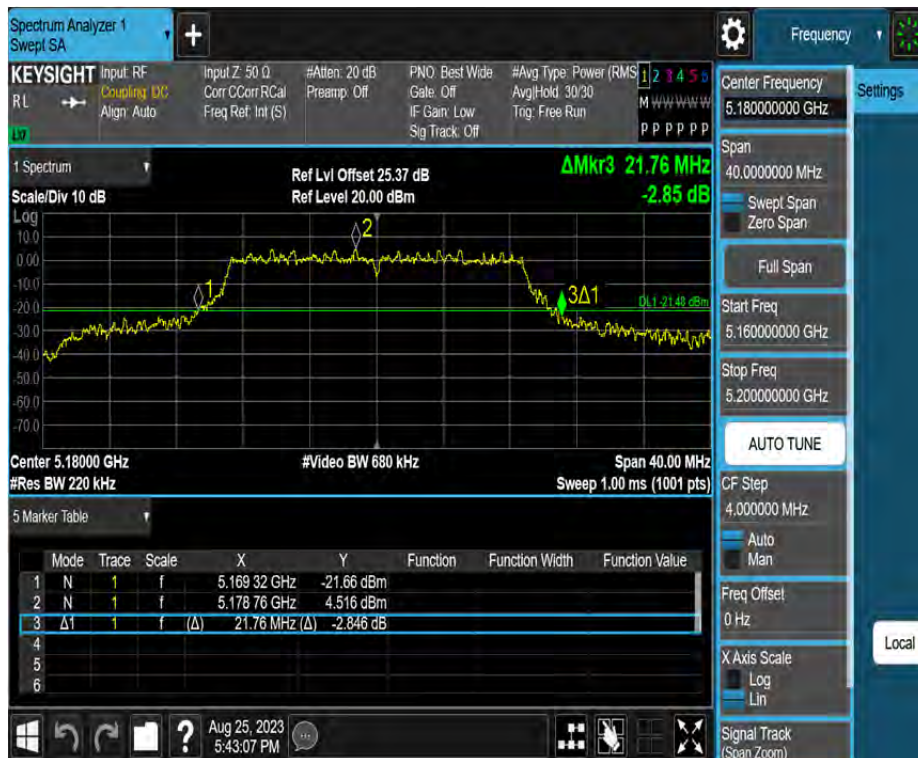 Spectrum Analyzer 1
Swept SA
+
Frequency
KEYSIGHT
RL
LXI
Input: RF
Coupling: DC
Align: Auto
Input Z: 50 Ω
Corr CCorr RCal
Freq Ref: Int (S)
#Atten: 20 dB
Preamp: Off
PNO: Best Wide
Gate: Off
IF Gain: Low
Sig Track: Off
#Avg Type: Power (RMS
Avg|Hold: 30/30
Trig: Free Run
1 2 3 4 5 6
M W W W W W
P P P P P P
Center Frequency
5.180000000 GHz
Settings
1 Spectrum
Scale/Div 10 dB
Ref Lvl Offset 25.37 dB
Ref Level 20.00 dBm
ΔMkr3 21.76 MHz
-2.85 dB
Log
10.0
0.00
-10.0
-20.0
-30.0
-40.0
-50.0
-60.0
-70.0
1
2
3Δ1
DL1 -21.48 dBm
Center 5.18000 GHz
#Res BW 220 kHz
#Video BW 680 kHz
Span 40.00 MHz
Sweep 1.00 ms (1001 pts)
Span
40.0000000 MHz
Swept Span
Zero Span
Full Span
Start Freq
5.160000000 GHz
Stop Freq
5.200000000 GHz
AUTO TUNE
CF Step
4.000000 MHz
Auto
Man
Freq Offset
0 Hz
X Axis Scale
Log
Lin
Signal Track
(Span Zoom)
Local
5 Marker Table
Mode Trace Scale X Y Function Function Width Function Value
1 N 1 f 5.169 32 GHz -21.66 dBm
2 N 1 f 5.178 76 GHz 4.516 dBm
3 Δ1 1 f (Δ) 21.76 MHz (Δ) -2.846 dB
4
5
6
?
Aug 25, 2023
5:43:07 PM